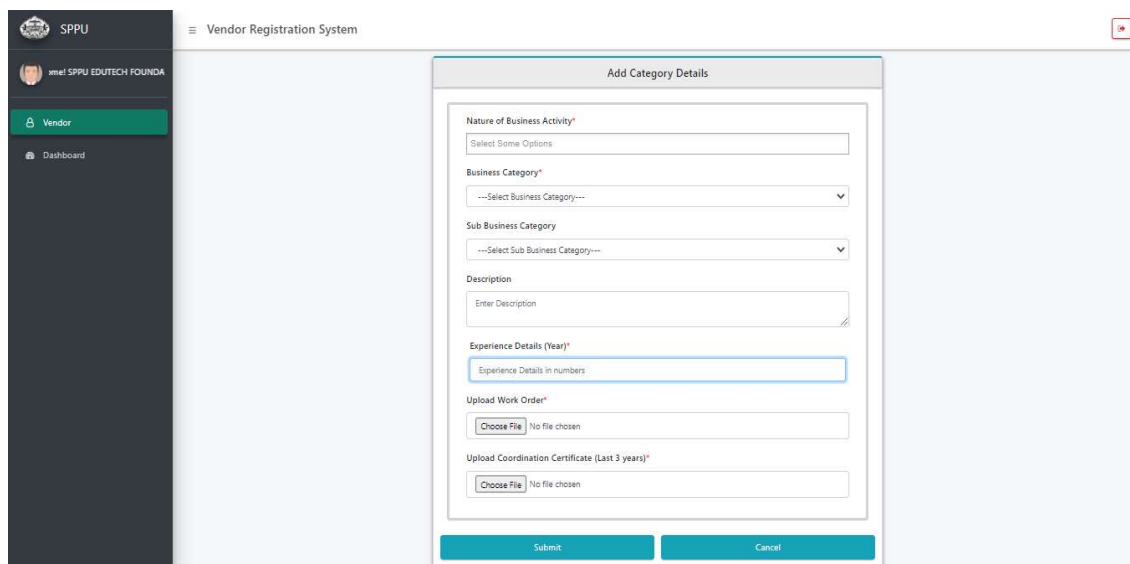 SPPU
Vendor Registration System
ome! SPPU EDUTECH FOUNDA
Vendor
Dashboard
Add Category Details
Nature of Business Activity*
Select Some Options
Business Category*
---Select Business Category---
Sub Business Category
---Select Sub Business Category---
Description
Enter Description
Experience Details (Year)*
Experience Details in numbers
Upload Work Order*
Choose File No file chosen
Upload Coordination Certificate (Last 3 years)*
Choose File No file chosen
Submit
Cancel